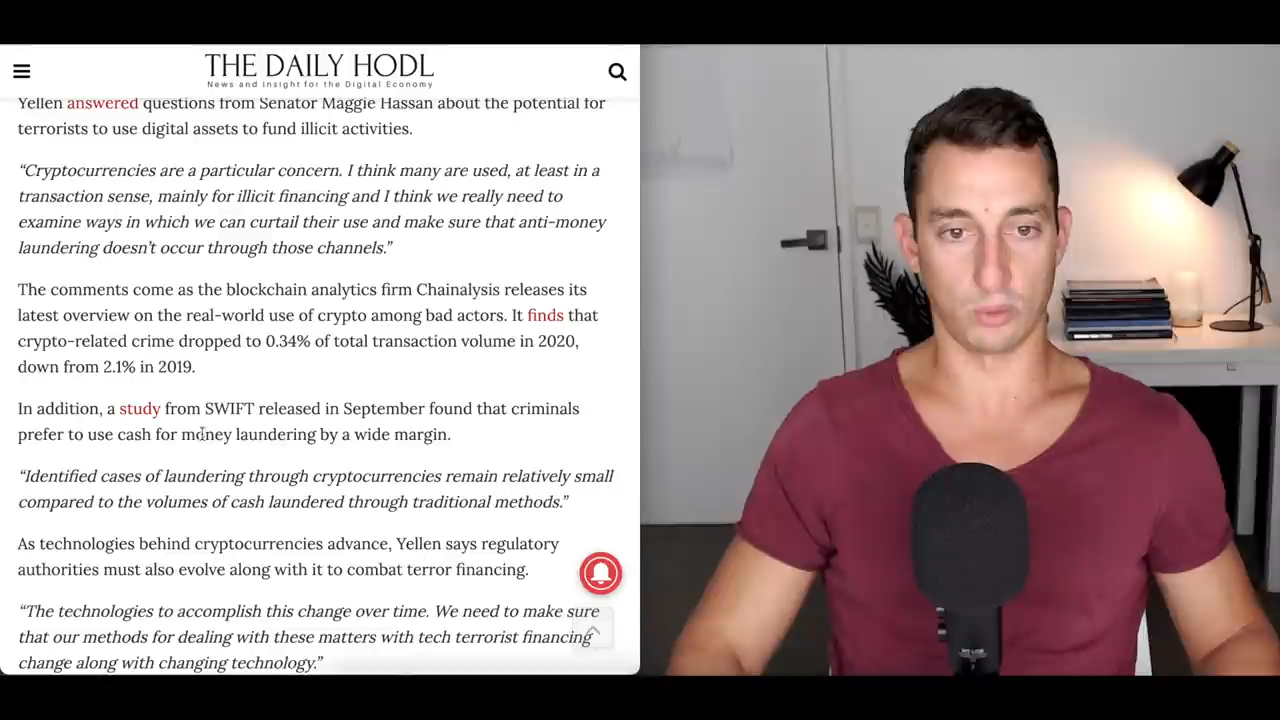 THE DAILY HODL
News and Insight for the Digital Economy
Yellen answered questions from Senator Maggie Hassan about the potential for
terrorists to use digital assets to fund illicit activities.
“Cryptocurrencies are a particular concern. I think many are used, at least in a
transaction sense, mainly for illicit financing and I think we really need to
examine ways in which we can curtail their use and make sure that anti-money
laundering doesn’t occur through those channels.”
The comments come as the blockchain analytics firm Chainalysis releases its
latest overview on the real-world use of crypto among bad actors. It finds that
crypto-related crime dropped to 0.34% of total transaction volume in 2020,
down from 2.1% in 2019.
In addition, a study from SWIFT released in September found that criminals
prefer to use cash for money laundering by a wide margin.
“Identified cases of laundering through cryptocurrencies remain relatively small
compared to the volumes of cash laundered through traditional methods.”
As technologies behind cryptocurrencies advance, Yellen says regulatory
authorities must also evolve along with it to combat terror financing.
“The technologies to accomplish this change over time. We need to make sure
that our methods for dealing with these matters with tech terrorist financing
change along with changing technology.”